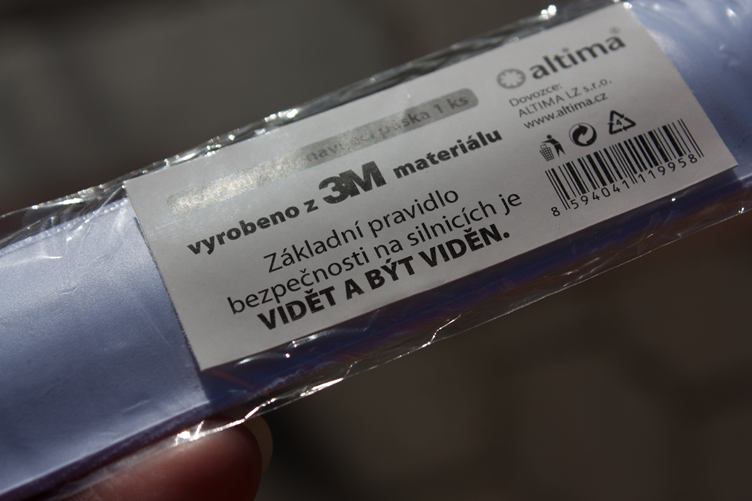 altima
Dovozce:
ALTIMA LZ s.r.o.
www.altima.cz
páska 1 ks
vyrobeno z 3M materiálu
Základní pravidlo
bezpečnosti na silnicích je
VIDĚT A BÝT VIDĚN.
4
8 594041 119958